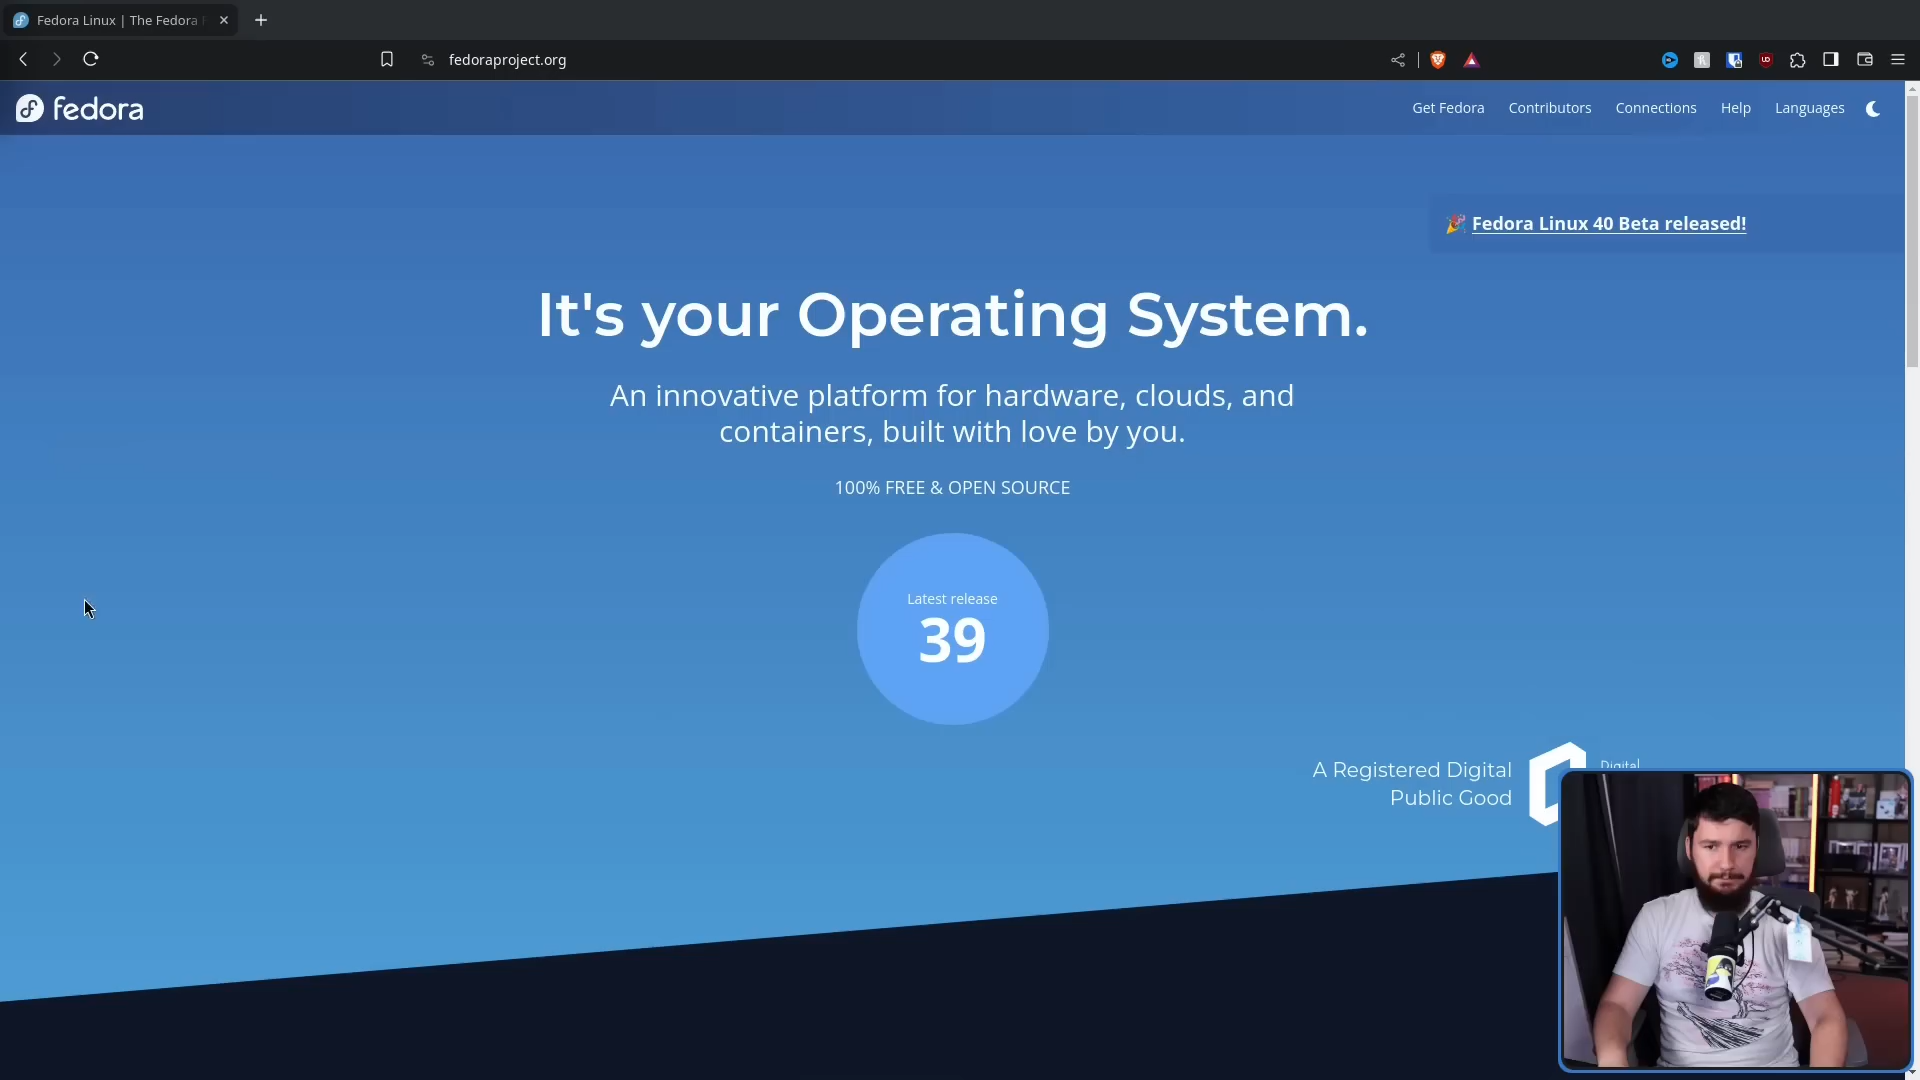 Fedora Linux | The Fedora
fedoraproject.org
fedora
Get Fedora
Contributors
Connections
Help
Languages
Fedora Linux 40 Beta released!
It's your Operating System.
An innovative platform for hardware, clouds, and
containers, built with love by you.
100% FREE & OPEN SOURCE
Latest release
39
A Registered Digital
Public Good
Digital